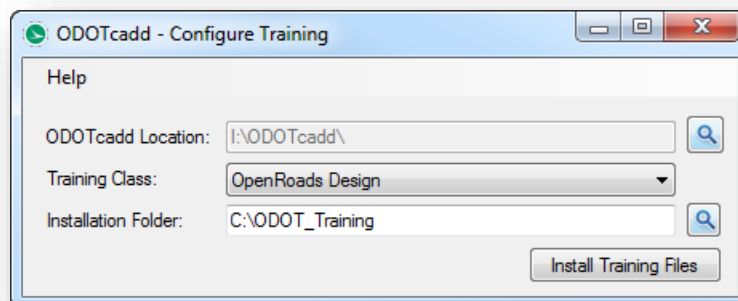 ODOTcadd - Configure Training
Help
ODOTcadd Location: I:\ODOTcadd\
Training Class: OpenRoads Design
Installation Folder: C:\ODOT_Training
Install Training Files